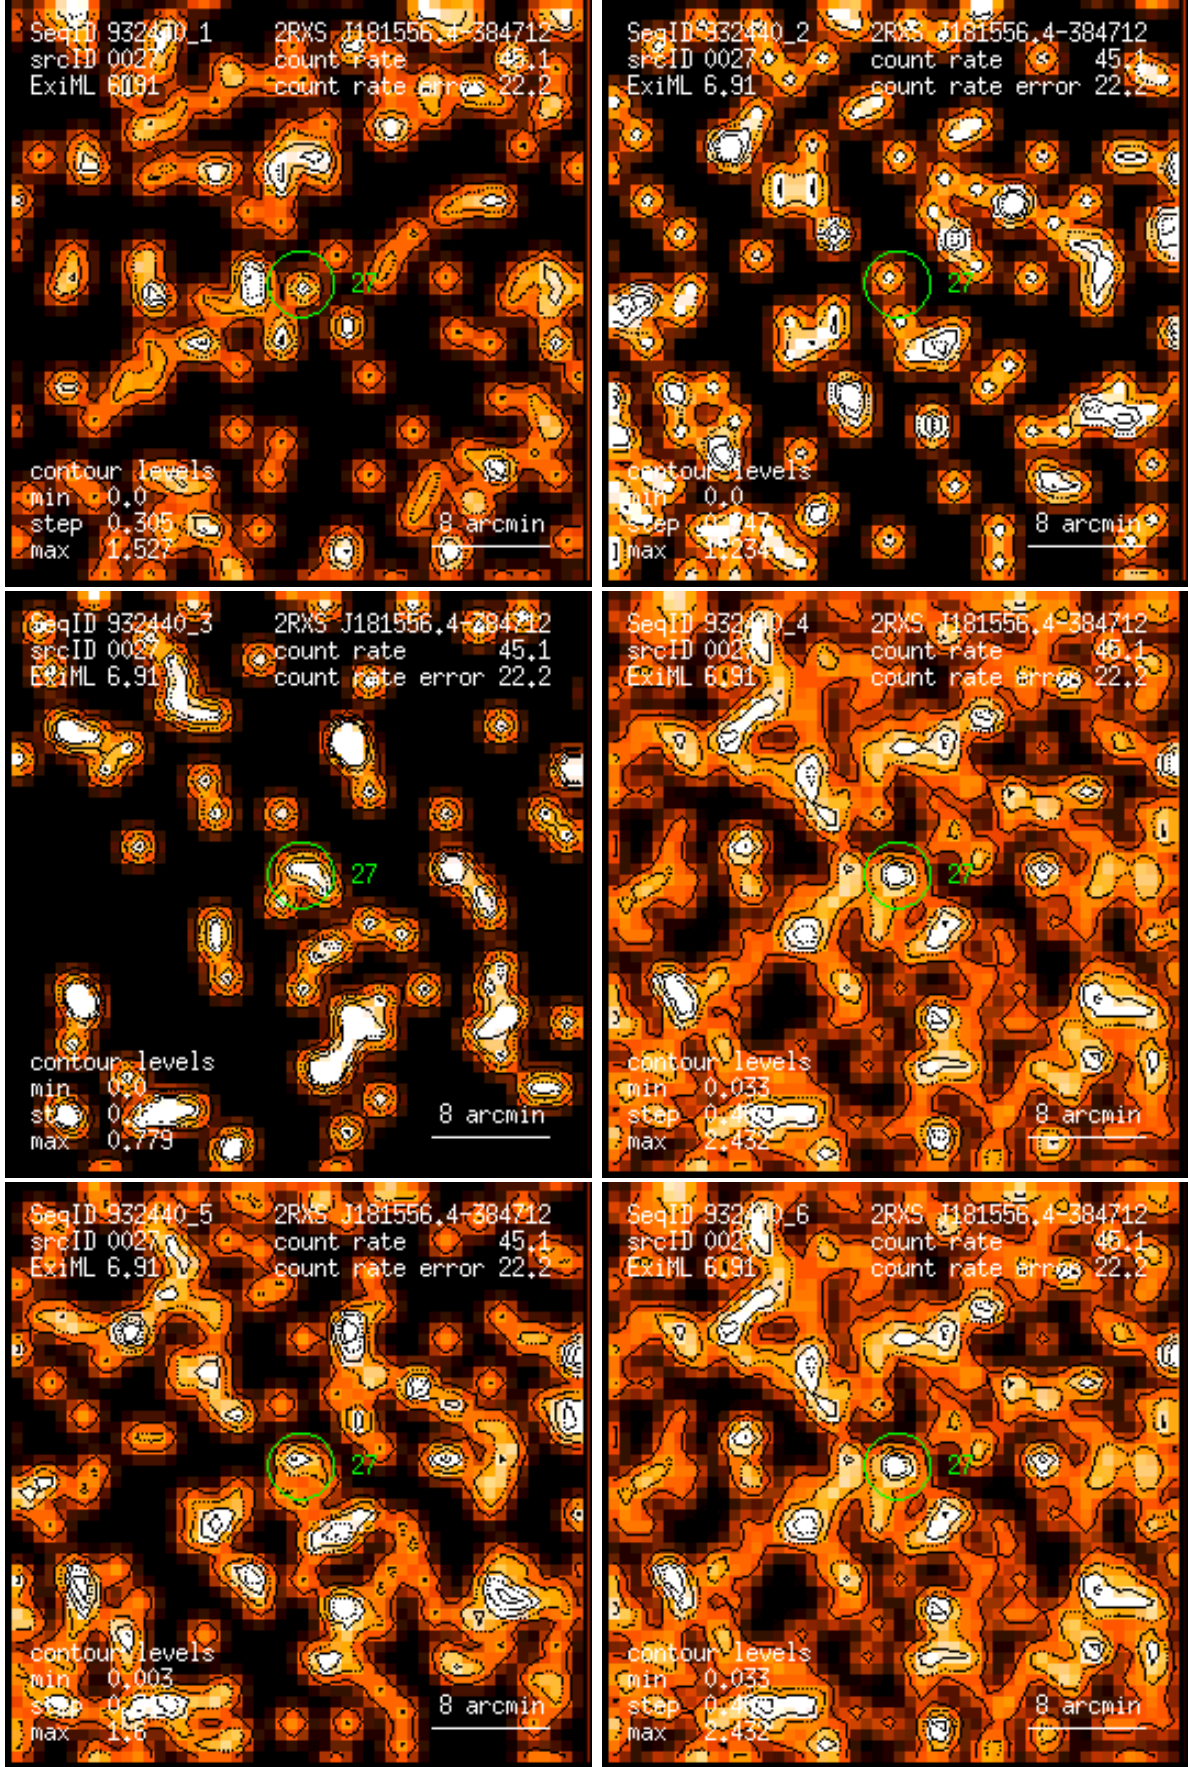 SeqID 932440_1 2RXS J181556.4-384712
srcID 0027 count rate 45.1
ExiML 6.91 count rate error 22.2
27
contour levels
min 0.0
step 0.305
max 1.527
8 arcmin
SeqID 932440_2 2RXS J181556.4-384712
srcID 0027 count rate 45.1
ExiML 6.91 count rate error 22.2
27
contour levels
min 0.0
step
max 1.234
8 arcmin
SeqID 932440_3 2RXS J181556.4-384712
srcID 0027 count rate 45.1
ExiML 6.91 count rate error 22.2
27
contour levels
min 0.0
step
max 0.779
8 arcmin
SeqID 932440_4 2RXS J181556.4-384712
srcID 0027 count rate 45.1
ExiML 6.91 count rate error 22.2
27
contour levels
min 0.033
step
max 2.432
8 arcmin
SeqID 932440_5 2RXS J181556.4-384712
srcID 0027 count rate 45.1
ExiML 6.91 count rate error 22.2
27
contour levels
min 0.003
step
max 1.6
8 arcmin
SeqID 932440_6 2RXS J181556.4-384712
srcID 0027 count rate 45.1
ExiML 6.91 count rate error 22.2
27
contour levels
min 0.033
step
max 2.432
8 arcmin